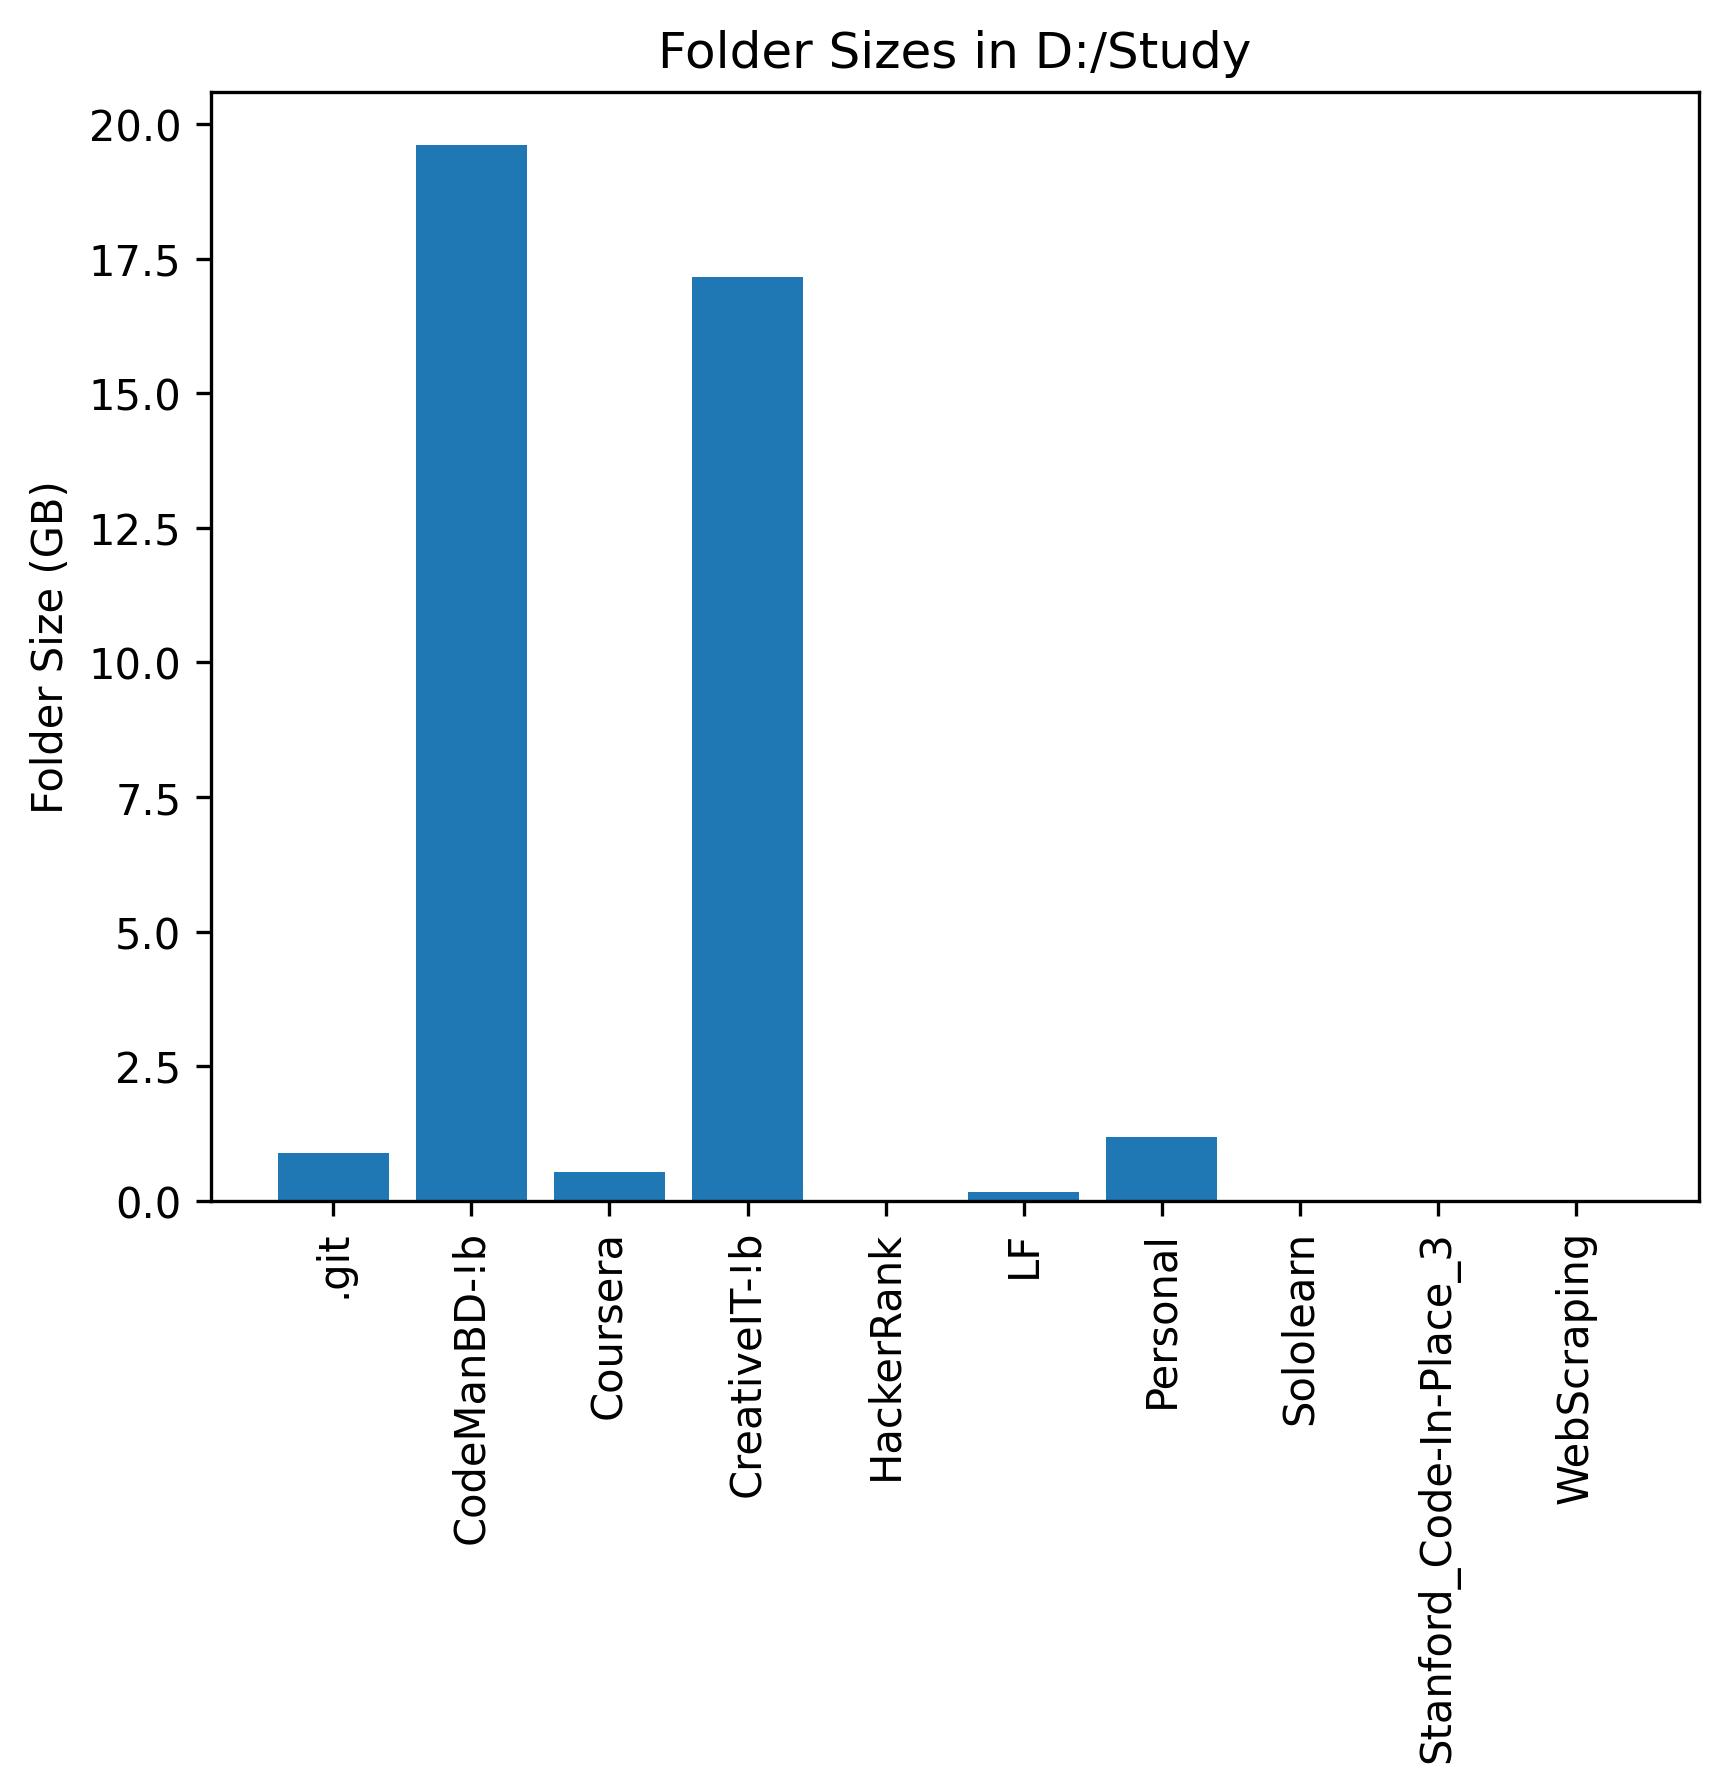 Folder Sizes in D:/Study
Folder Size (GB)
20.0
17.5
15.0
12.5
10.0
7.5
5.0
2.5
0.0
.git
CodeManBD-!b
Coursera
CreativeIT-!b
HackerRank
LF
Personal
Sololearn
Stanford_Code-In-Place_3
WebScraping